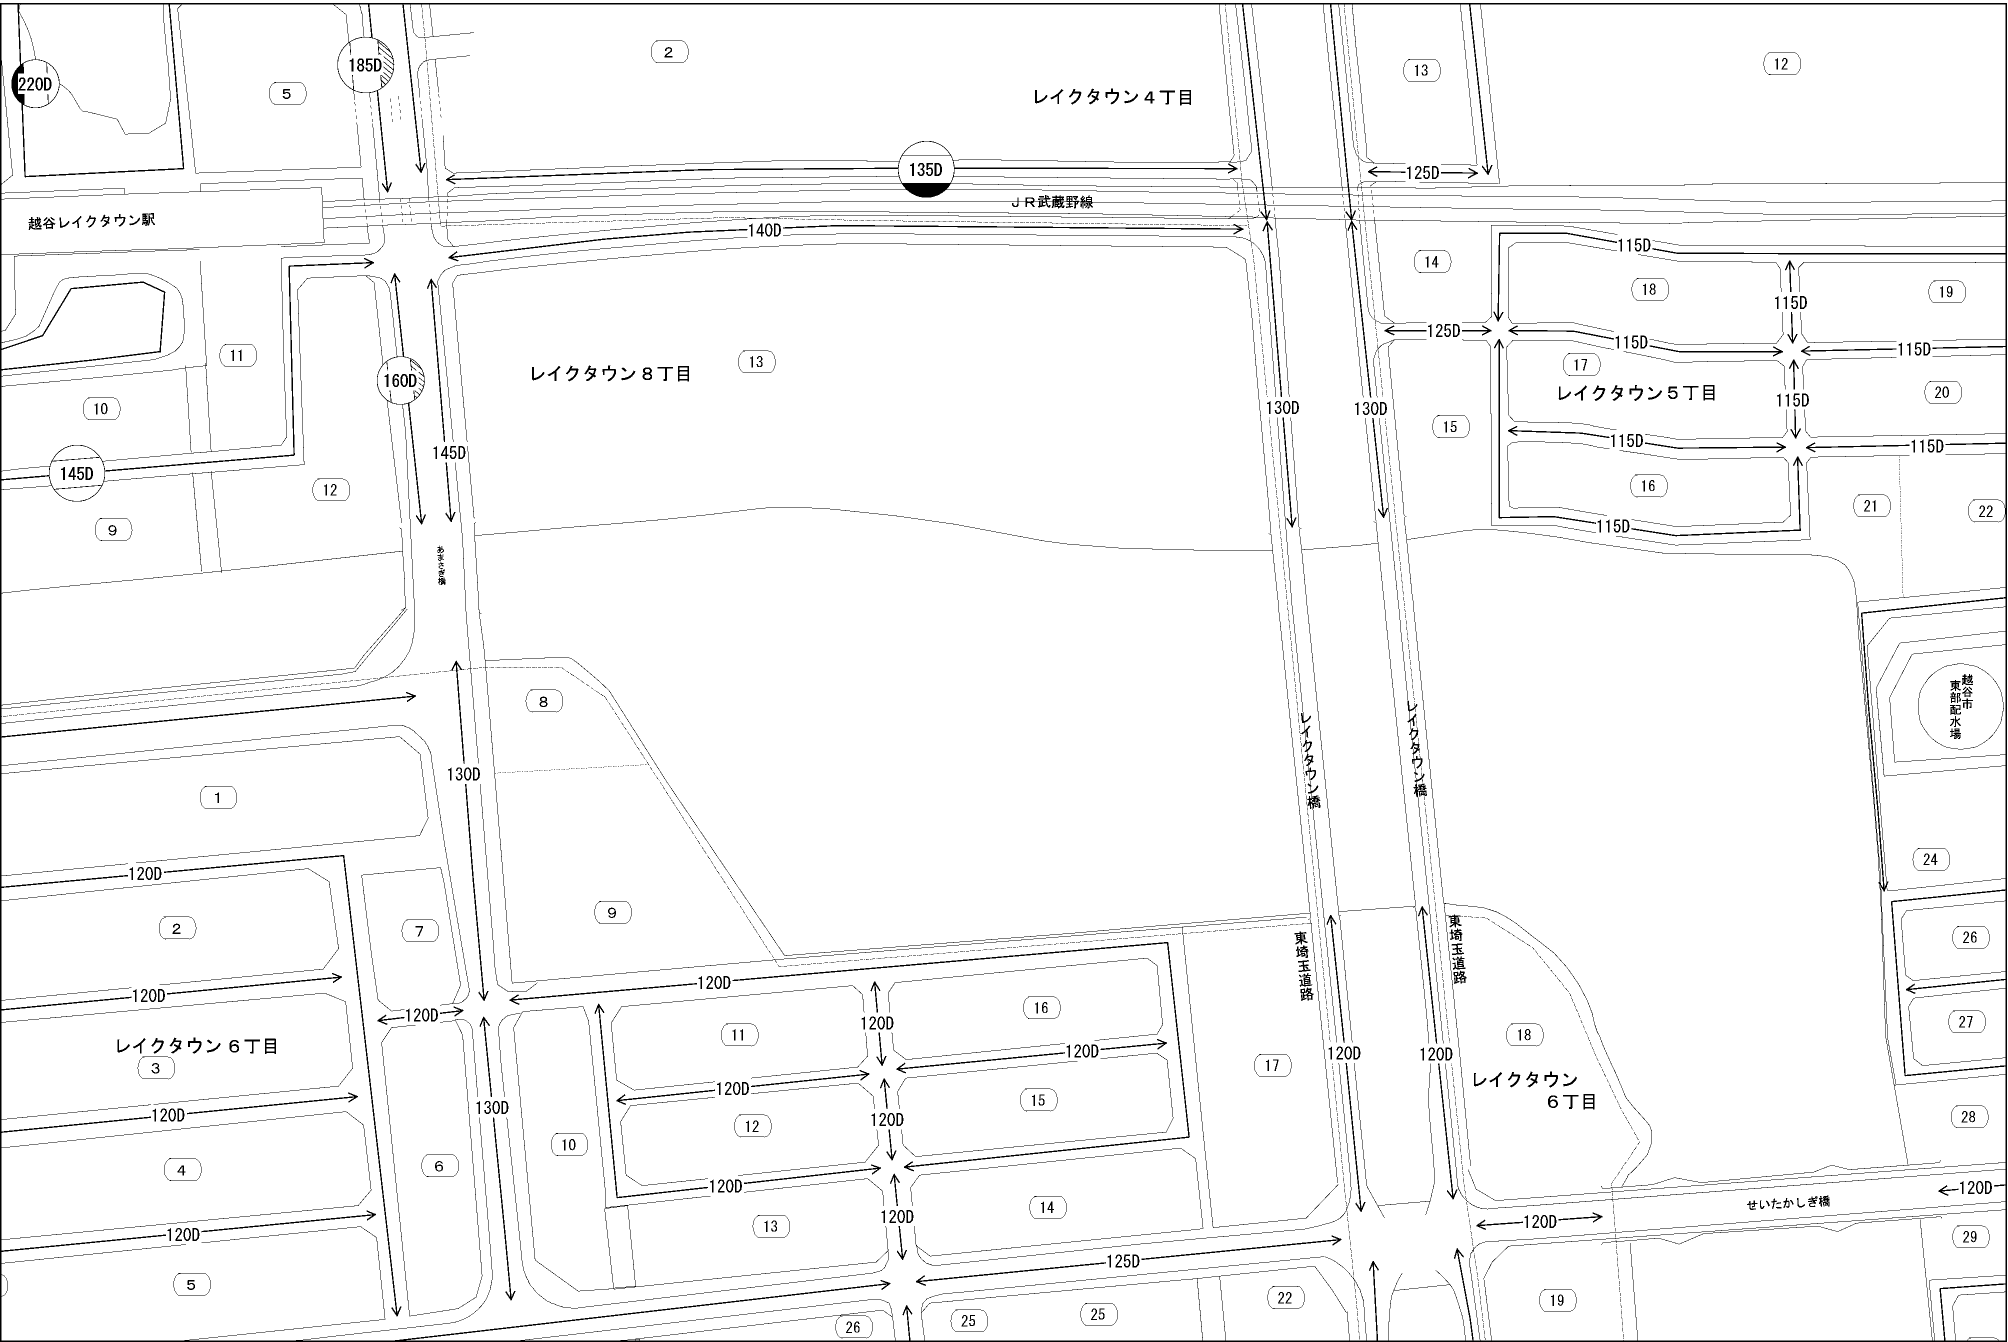 220D
185D
5
2
レイクタウン4丁目
13
12
135D
125D
越谷レイクタウン駅
JR武蔵野線
140D
14
115D
18
115D
19
11
160D
レイクタウン8丁目
13
125D
115D
115D
17
レイクタウン5丁目
115D
20
10
145D
130D
130D
15
115D
115D
145D
12
16
21
22
9
115D
あまさぎ橋
8
越谷市
東部配水場
レイクタウン橋
レイクタウン橋
130D
1
120D
24
2
7
9
東埼玉道路
東埼玉道路
26
120D
120D
120D
レイクタウン6丁目
3
11
120D
16
120D
120D
120D
17
120D
18
27
レイクタウン
6丁目
120D
130D
12
120D
15
10
28
4
6
120D
13
120D
14
120D
せいたかしぎ橋
120D
120D
5
125D
29
26
25
25
22
19